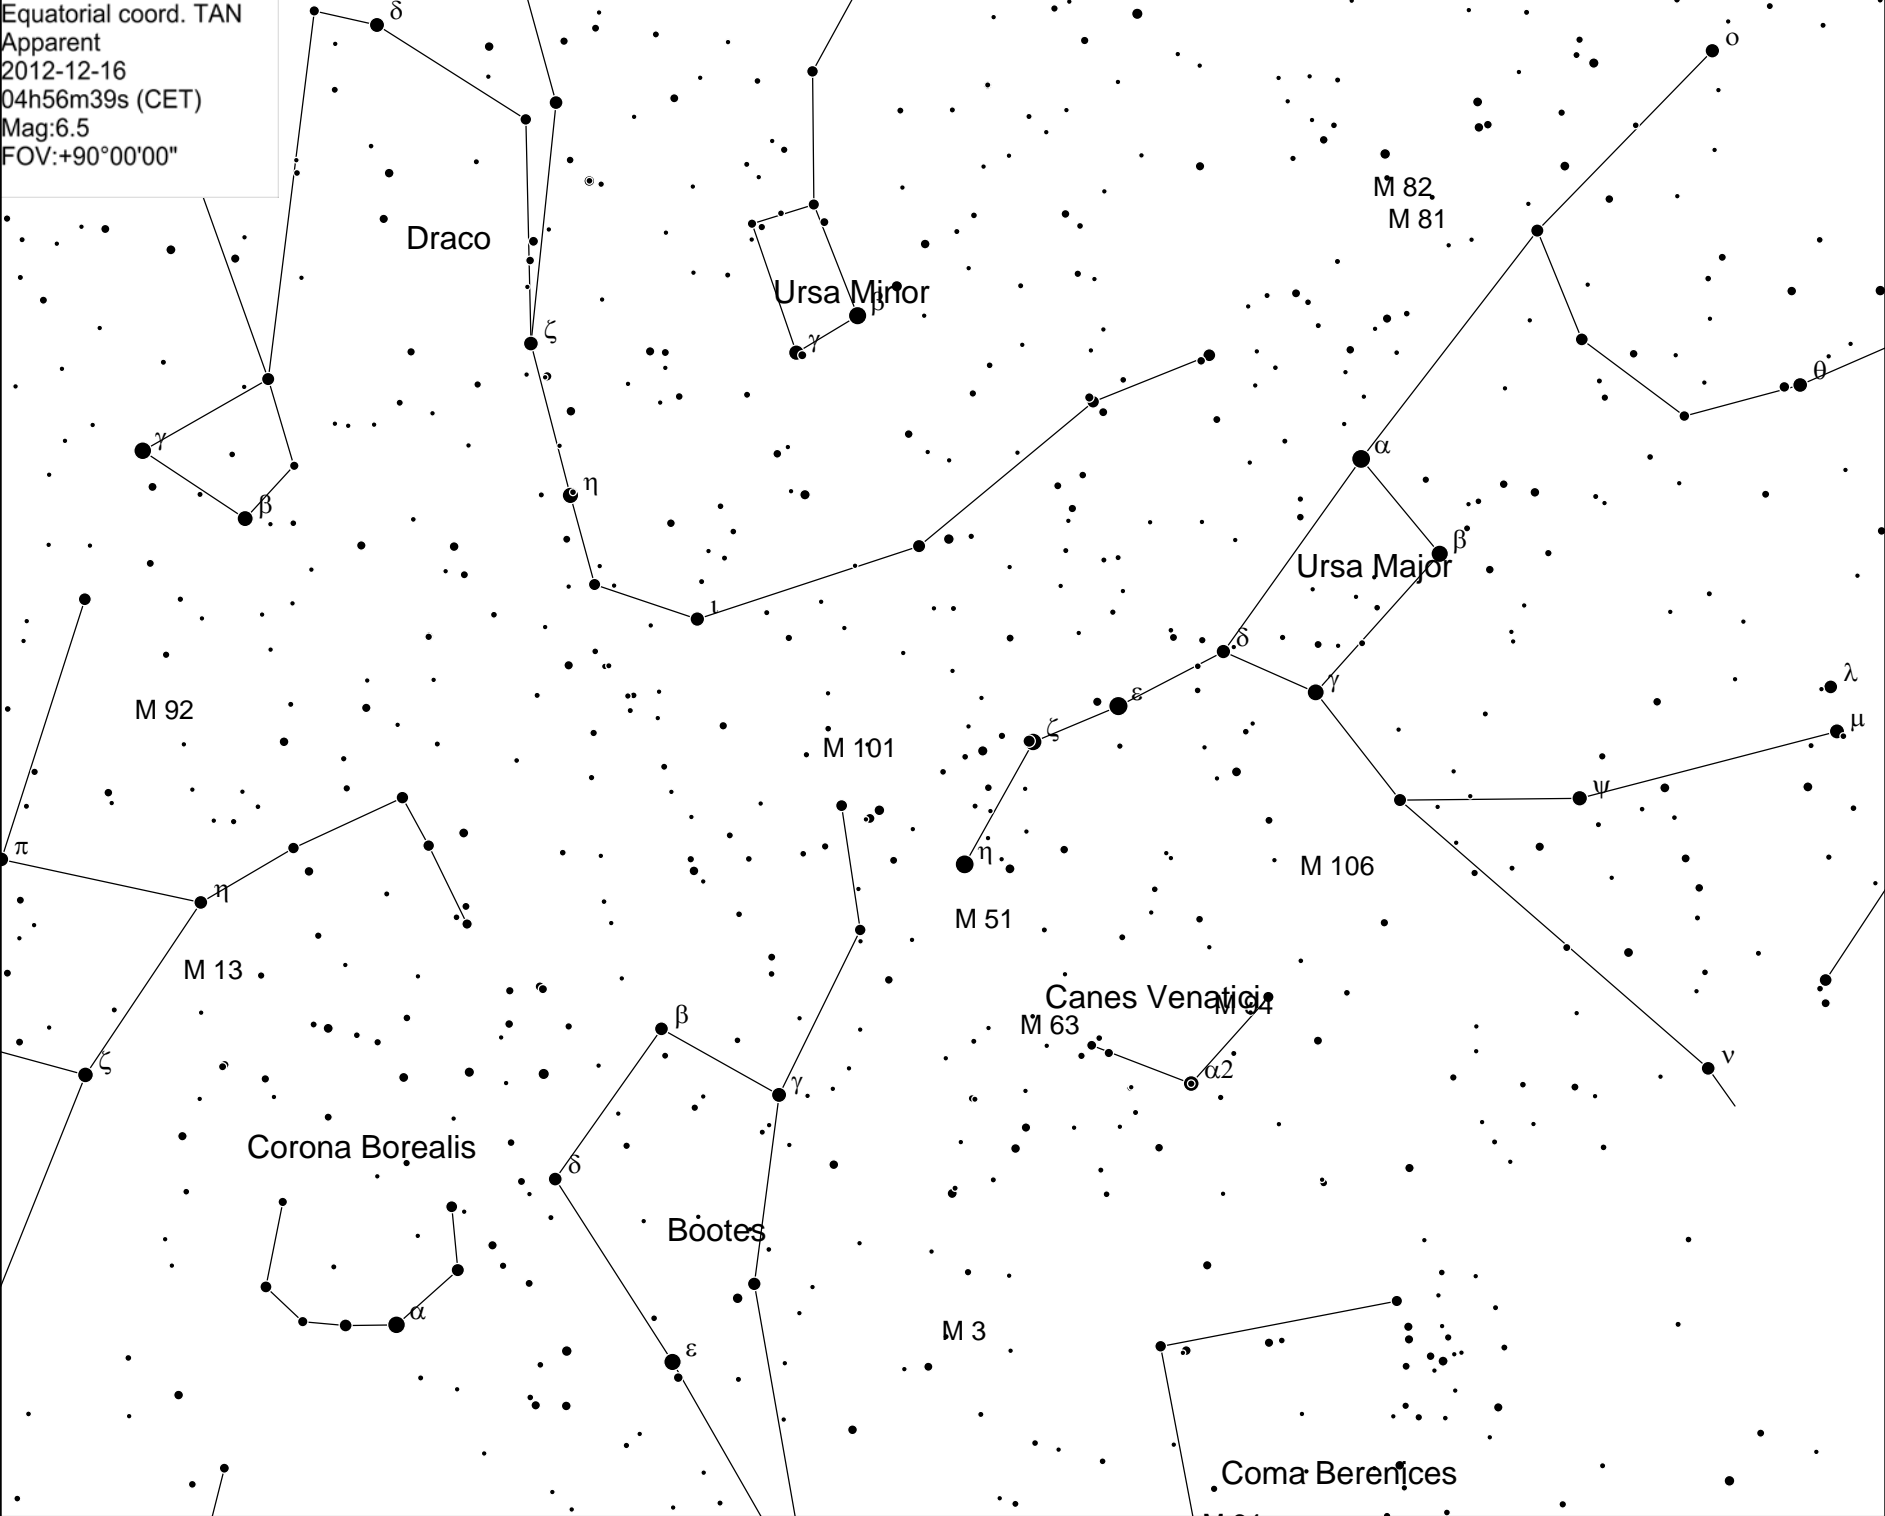 Equatorial coord. TAN
Apparent
2012-12-16
04h56m39s (CET)
Mag:6.5
FOV:+90°00'00"
δ
ο
M 82
M 81
Draco
Ursa Minor
β
ζ
γ
θ
γ
α
η
β
β
Ursa Major
ι
δ
λ
γ
ε
M 92
μ
ζ
M 101
ψ
π
η
M 106
η
M 51
M 13
Canes Venatici
M 94
β
M 63
ν
ζ
α2
γ
Corona Borealis
δ
Bootes
α
M 3
ε
Coma Berenices